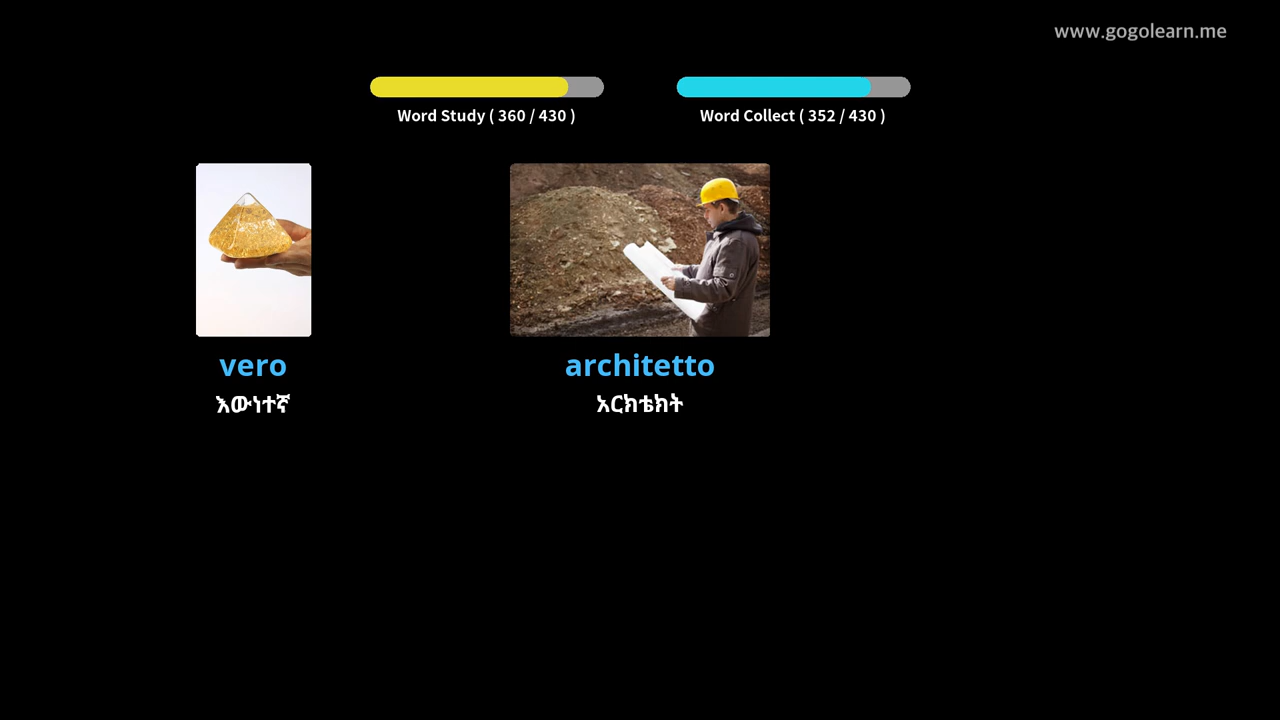 www.gogolearn.me
Word Study ( 360 / 430 )
Word Collect ( 352 / 430 )
vero
እውነተኛ
architetto
አርክቴክት